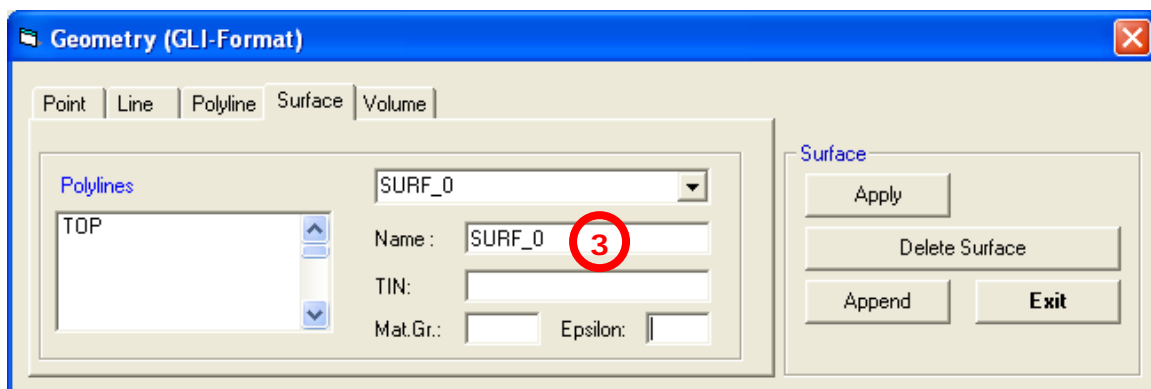 Geometry (GLI-Format)
Point Line Polyline Surface Volume
Polylines
TOP
SURF_0
Name : SURF_0 3
TIN:
Mat.Gr.: Epsilon:
Surface
Apply
Delete Surface
Append Exit